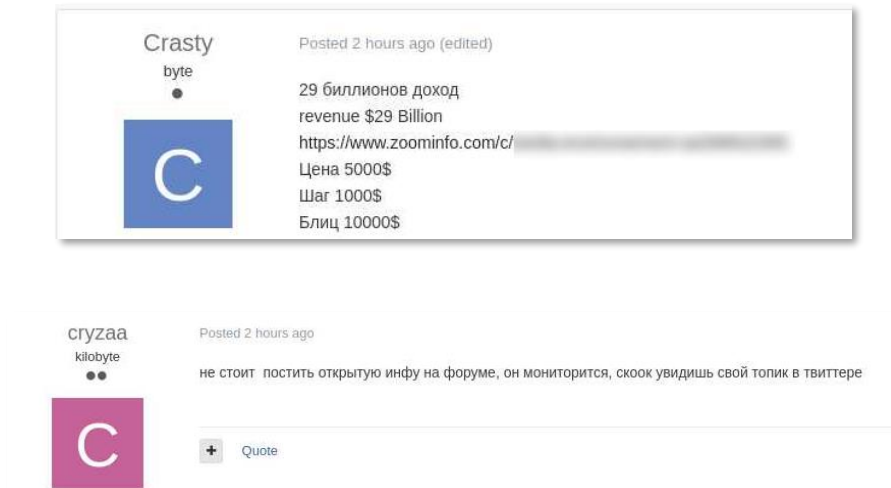 Crasty
byte
C
Posted 2 hours ago (edited)
29 биллионов доход
revenue $29 Billion
https://www.zoominfo.com/c/
Цена 5000$
Шаг 1000$
Блиц 10000$
cryzaa
kilobyte
C
Posted 2 hours ago
не стоит постить открытую инфу на форуме, он мониторится, скоок увидишь свой топик в твиттере
+ Quote